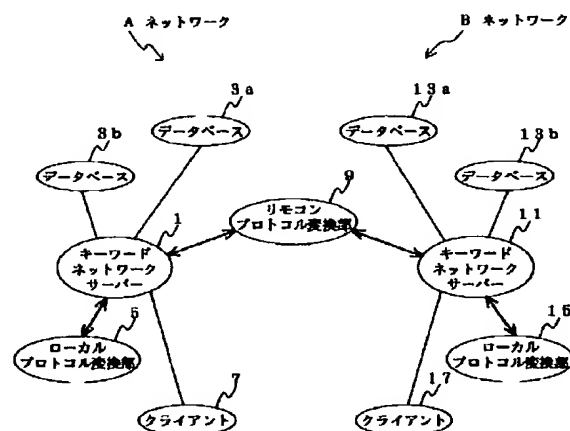 A ネットワーク
B ネットワーク
3a
データベース
13a
データベース
3b
データベース
13b
データベース
9
リモコン
プロトコル変換部
1
キーワード
ネットワーク
サーバー
11
キーワード
ネットワーク
サーバー
5
ローカル
プロトコル変換部
15
ローカル
プロトコル変換部
7
クライアント
17
クライアント